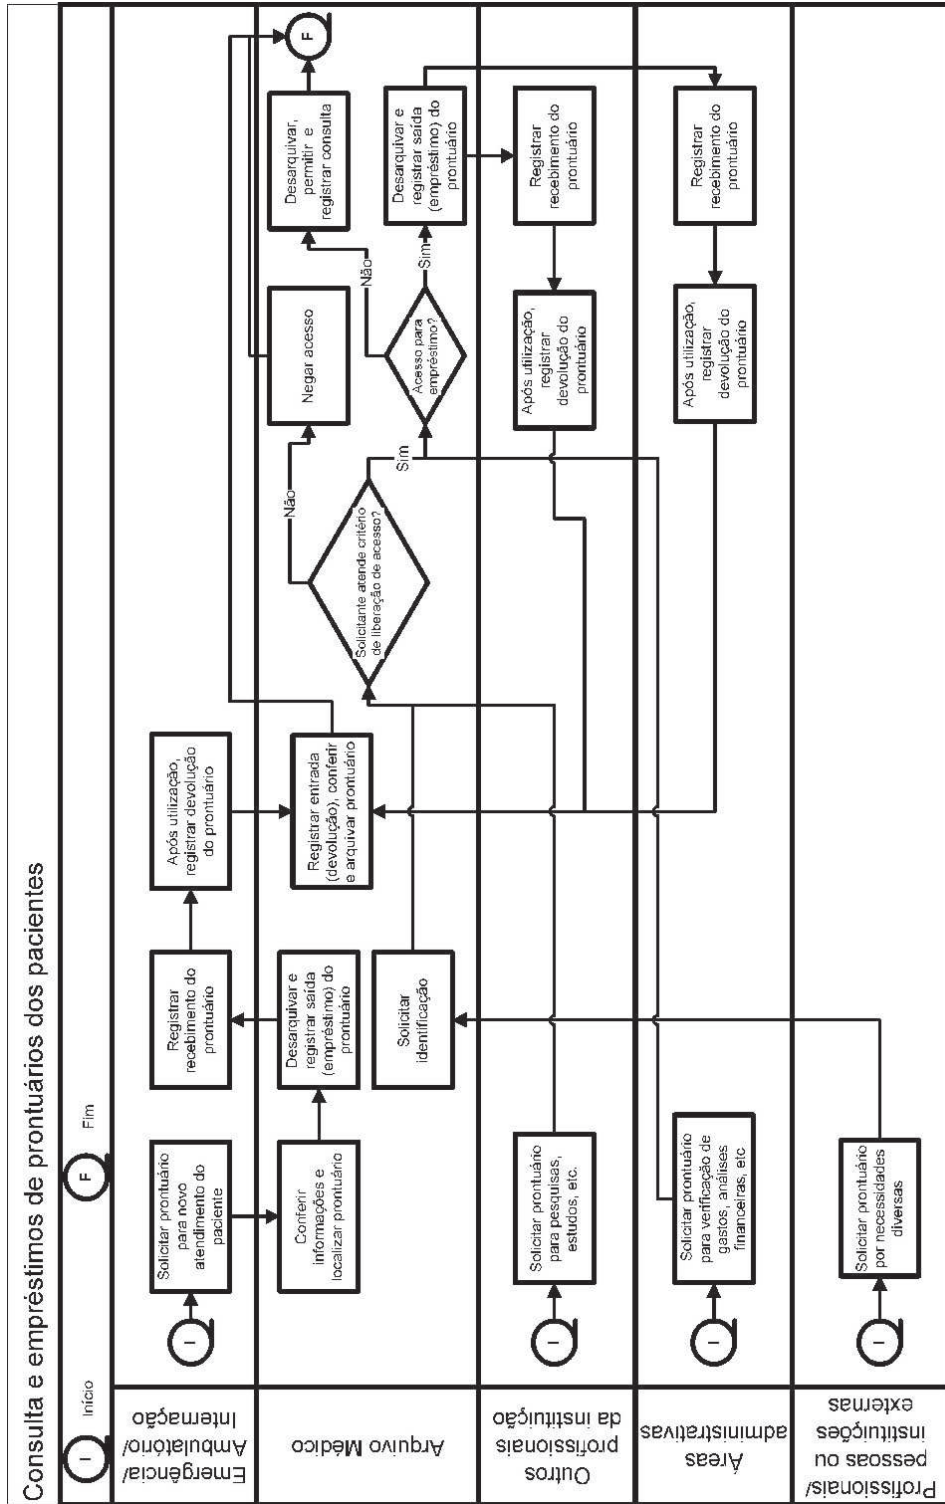 Consulta e empréstimos de prontuários dos pacientes
I
Início
F
Fim
Emergência/
Ambulatório/
Internação
I
Solicitar prontuário
para novo
atendimento do
paciente
Registrar
recebimento do
prontuário
Após utilização,
registrar devolução
do prontuário
Arquivo Médico
Conferir
informações e
localizar prontuário
Desarquivar e
registrar saída
(empréstimo) do
prontuário
Solicitar
identificação
Registrar entrada
(devolução), conferir
e arquivar prontuário
Solicitante atende critério
de liberação de acesso?
Não
Sim
Negar acesso
Acesso para
empréstimo?
Não
Sim
Desarquivar,
permitir e
registrar consulta
Desarquivar e
registrar saída
(empréstimo) do
prontuário
F
Outros
profissionais
da instituição
I
Solicitar prontuário
para pesquisas,
estudos, etc.
Após utilização,
registrar
devolução do
prontuário
Registrar
recebimento do
prontuário
Áreas
administrativas
I
Solicitar prontuário
para verificação de
gastos, análises
financeiras, etc
Após utilização,
registrar
devolução do
prontuário
Registrar
recebimento do
prontuário
Profissionais/
pessoas ou
instituições
externas
I
Solicitar prontuário
por necessidades
diversas